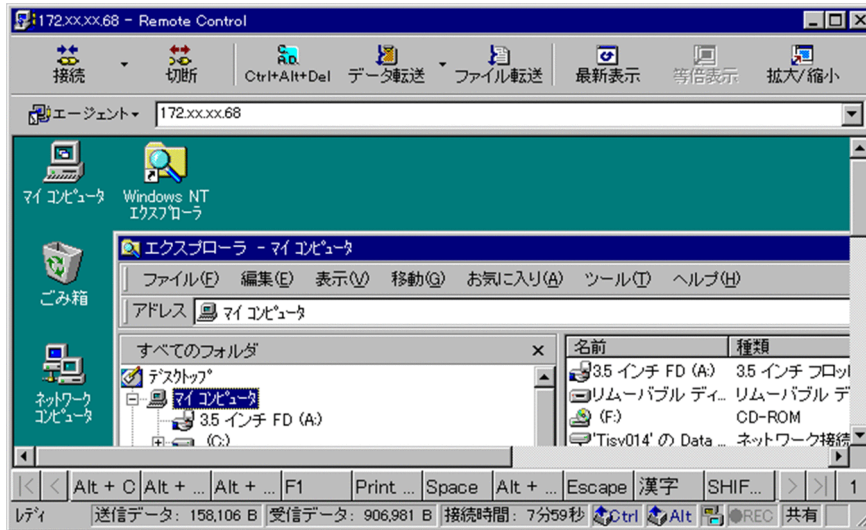 172.xx.xx.68 - Remote Control
接続 切断 Ctrl+Alt+Del データ転送 ファイル転送 最新表示 等倍表示 拡大/縮小
エージェント 172.xx.xx.68
マイ コンピュータ
Windows NT
エクスプローラ
ごみ箱
ネットワーク
コンピュータ
エクスプローラ - マイ コンピュータ
ファイル(F) 編集(E) 表示(V) 移動(G) お気に入り(A) ツール(T) ヘルプ(H)
アドレス マイ コンピュータ
すべてのフォルダ
デスクトップ
マイ コンピュータ
3.5 インチ FD (A:)
(C:)
名前 種類
3.5 インチ FD (A:) 3.5 インチ フロッ
リムーバブル ディ... リムーバブル デ
(F:) CD-ROM
'Tisv014' の Data ... ネットワーク接続
Alt + C Alt + ... Alt + ... F1 Print ... Space Alt + ... Escape 漢字 SHIF... 1
レディ 送信データ: 158,106 B 受信データ: 906,981 B 接続時間: 7分59秒 Ctrl Alt REC 共有